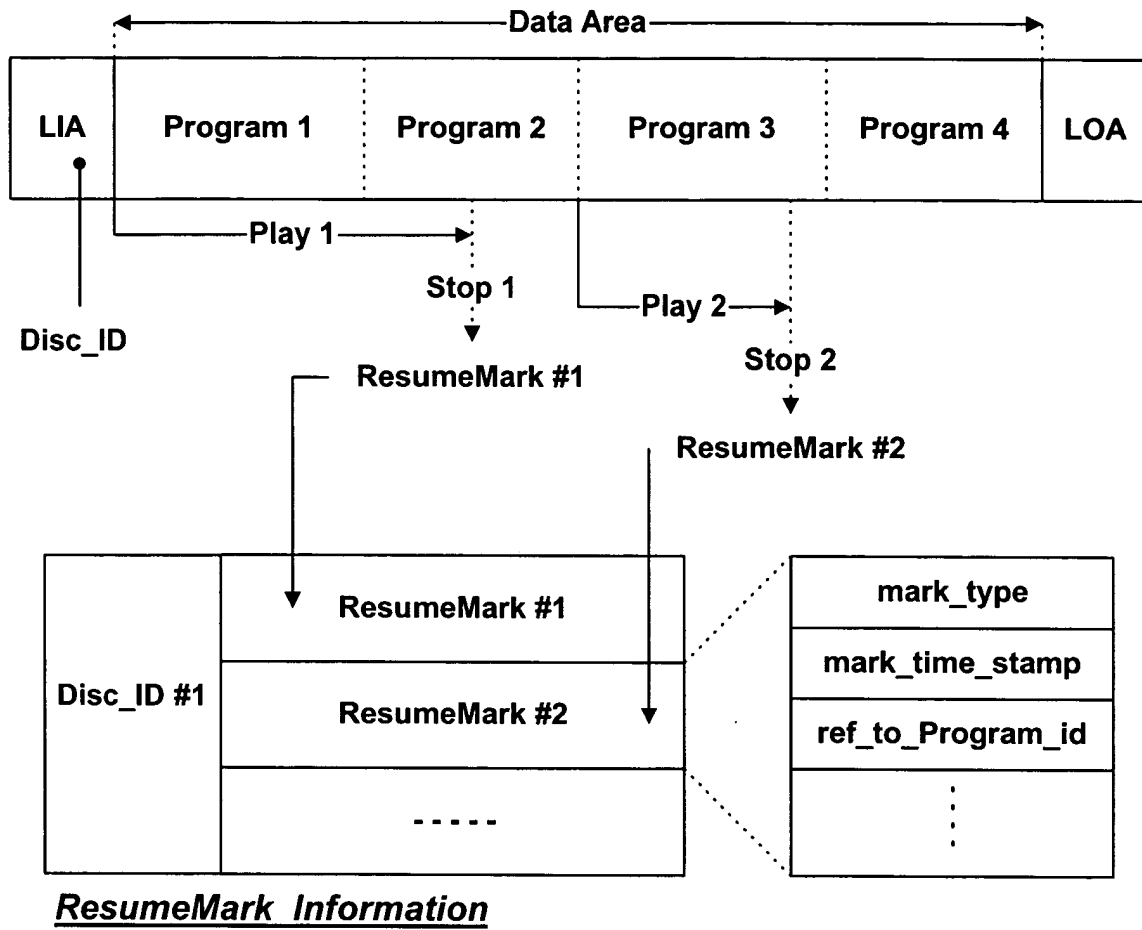 Data Area
LIA Program 1 Program 2 Program 3 Program 4 LOA
Play 1
Stop 1
Play 2
Disc_ID
Stop 2
ResumeMark #1
ResumeMark #2
Disc_ID #1
ResumeMark #1
ResumeMark #2
- - - - -
mark_type
mark_time_stamp
ref_to_Program_id
ResumeMark Information